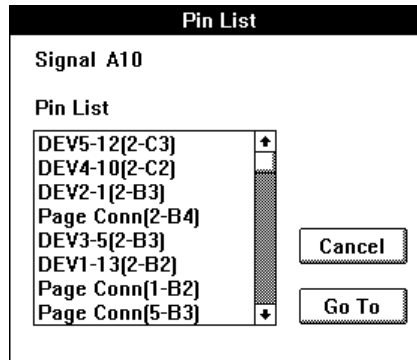 Pin List
Signal A10
Pin List
DEV5-12(2-C3)
DEV4-10(2-C2)
DEV2-1(2-B3)
Page Conn(2-B4)
DEV3-5(2-B3)
DEV1-13(2-B2)
Page Conn(1-B2)
Page Conn(5-B3)
Cancel
Go To